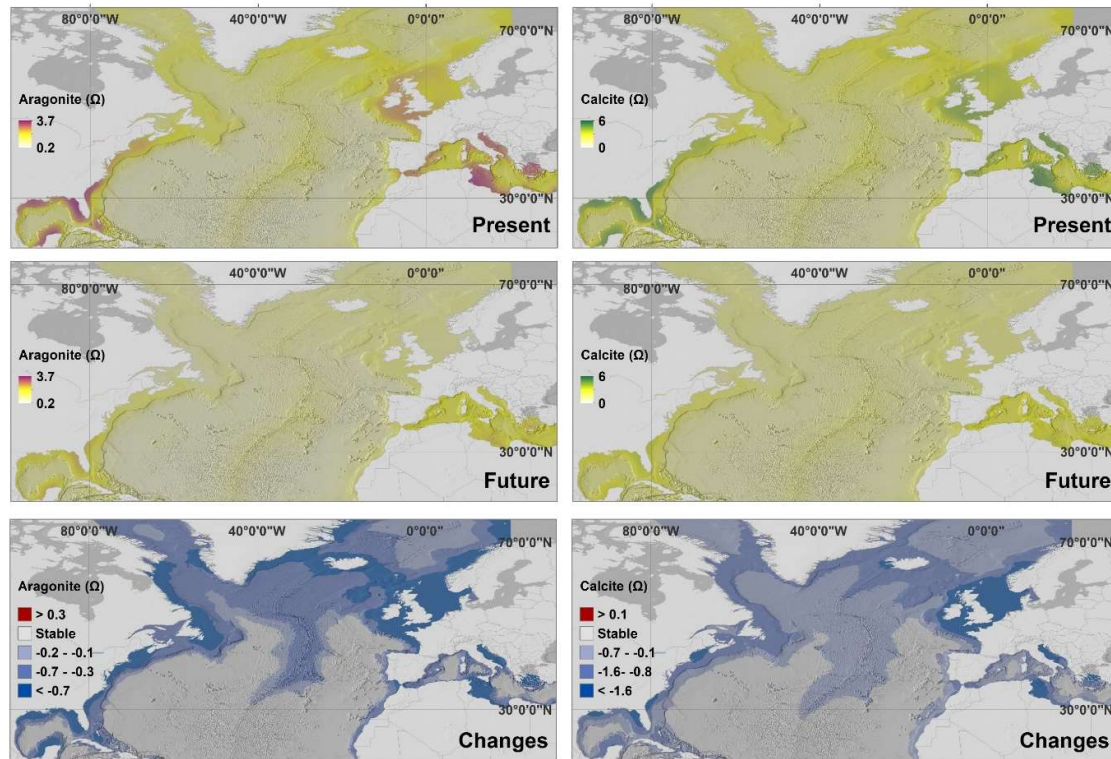 80°0'0"W 40°0'0"W 0°0'0"
70°0'0"N
Aragonite (Ω)
3.7
0.2
30°0'0"N
Present
80°0'0"W 40°0'0"W 0°0'0"
70°0'0"N
Calcite (Ω)
6
0
30°0'0"N
Present
40°0'0"W 0°0'0"
80°0'0"W 70°0'0"N
Aragonite (Ω)
3.7
0.2
30°0'0"N
Future
40°0'0"W 0°0'0"
80°0'0"W 70°0'0"N
Calcite (Ω)
6
0
30°0'0"N
Future
80°0'0"W 40°0'0"W 0°0'0"
70°0'0"N
Aragonite (Ω)
> 0.3
Stable
-0.2 - -0.1
-0.7 - -0.3
< -0.7
30°0'0"N
Changes
80°0'0"W 40°0'0"W 0°0'0"
70°0'0"N
Calcite (Ω)
> 0.1
Stable
-0.7 - -0.1
-1.6- -0.8
< -1.6
30°0'0"N
Changes